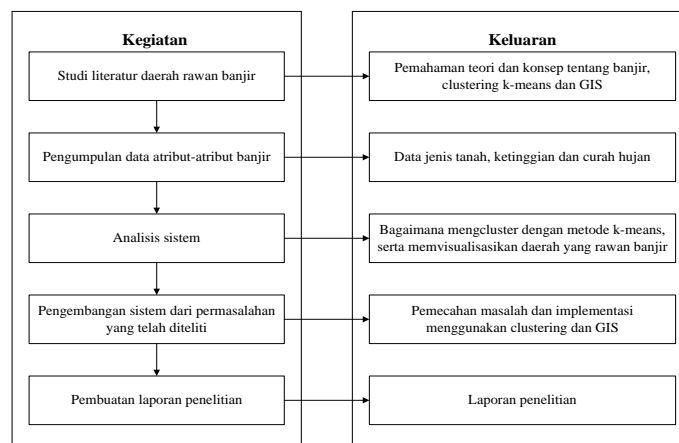 Kegiatan
Keluaran
Studi literatur daerah rawan banjir
Pemahaman teori dan konsep tentang banjir,
clustering k-means dan GIS
Pengumpulan data atribut-atribut banjir
Data jenis tanah, ketinggian dan curah hujan
Analisis sistem
Bagaimana mengcluster dengan metode k-means,
serta memvisualisasikan daerah yang rawan banjir
Pengembangan sistem dari permasalahan
yang telah diteliti
Pemecahan masalah dan implementasi
menggunakan clustering dan GIS
Pembuatan laporan penelitian
Laporan penelitian